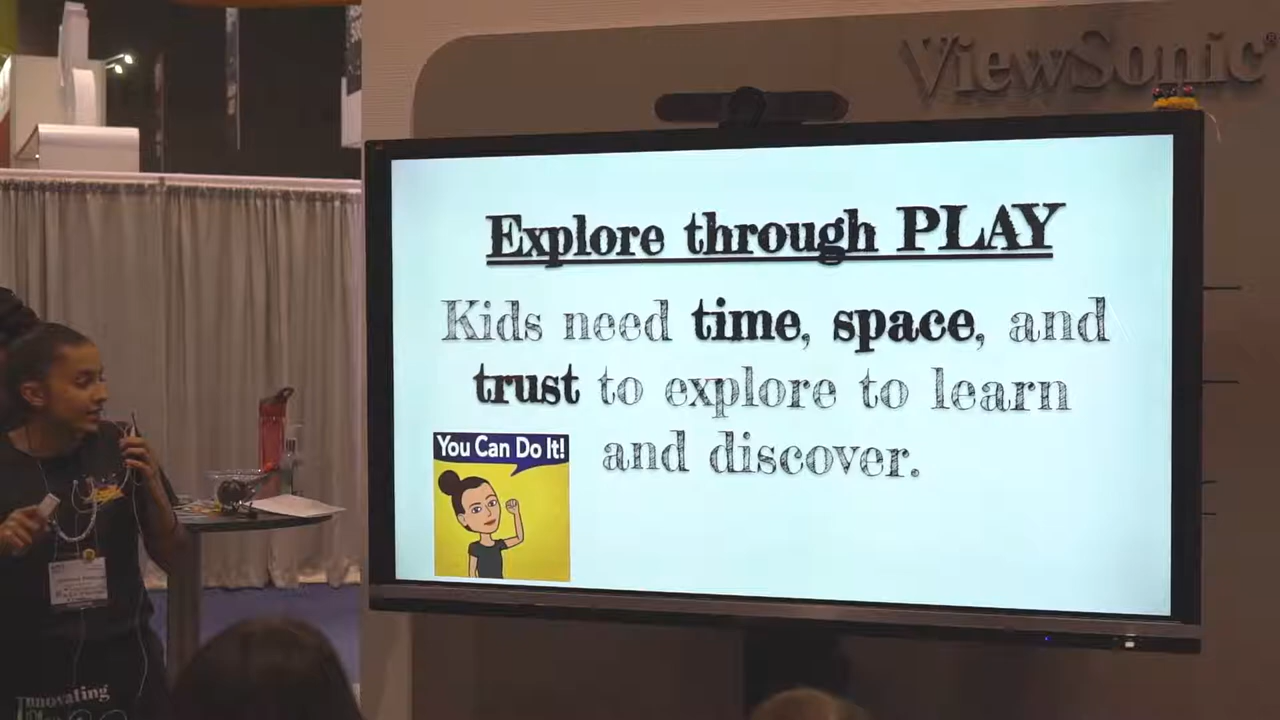 ViewSonic®
Explore through PLAY
Kids need time, space, and
trust to explore to learn
and discover.
You Can Do It!
Innovating